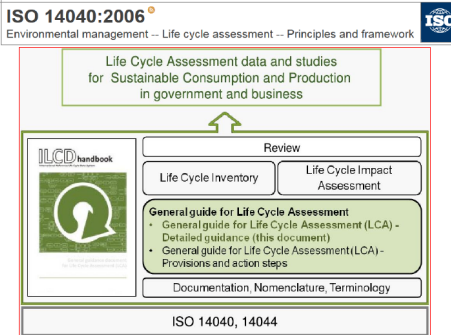 ISO 14040:2006
Environmental management -- Life cycle assessment -- Principles and framework
ISO
Life Cycle Assessment data and studies
for Sustainable Consumption and Production
in government and business
ILCD handbook
Review
Life Cycle Inventory
Life Cycle Impact
Assessment
General guide for Life Cycle Assessment
• General guide for Life Cycle Assessment (LCA) -
Detailed guidance (this document)
• General guide for Life Cycle Assessment (LCA) -
Provisions and action steps
Documentation, Nomenclature, Terminology
ISO 14040, 14044